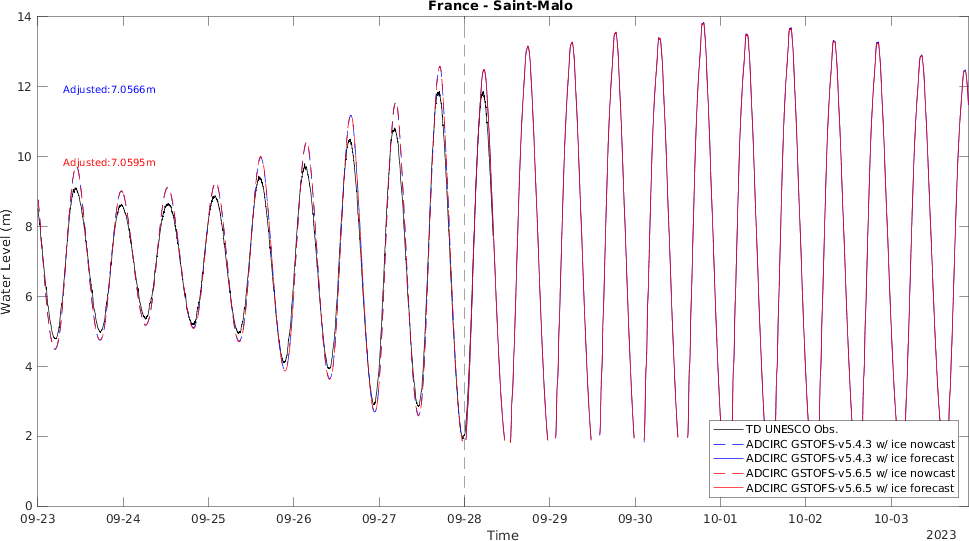 France - Saint-Malo
14
12
10
8
6
4
2
0
Water Level (m)
Adjusted:7.0566m
Adjusted:7.0595m
TD UNESCO Obs.
ADCIRC GSTOFS-v5.4.3 w/ ice nowcast
ADCIRC GSTOFS-v5.4.3 w/ ice forecast
ADCIRC GSTOFS-v5.6.5 w/ ice nowcast
ADCIRC GSTOFS-v5.6.5 w/ ice forecast
09-23 09-24 09-25 09-26 09-27 09-28 09-29 09-30 10-01 10-02 10-03
Time
2023